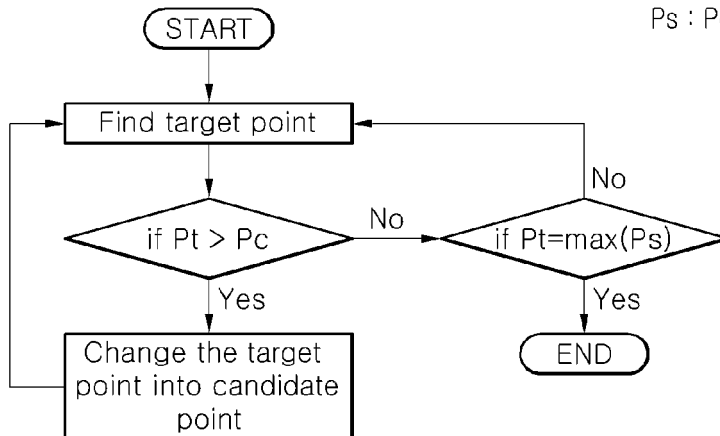 START
Ps : P
Find target point
No
if Pt > Pc
No
if Pt=max(Ps)
Yes
Yes
Change the target
point into candidate
point
END